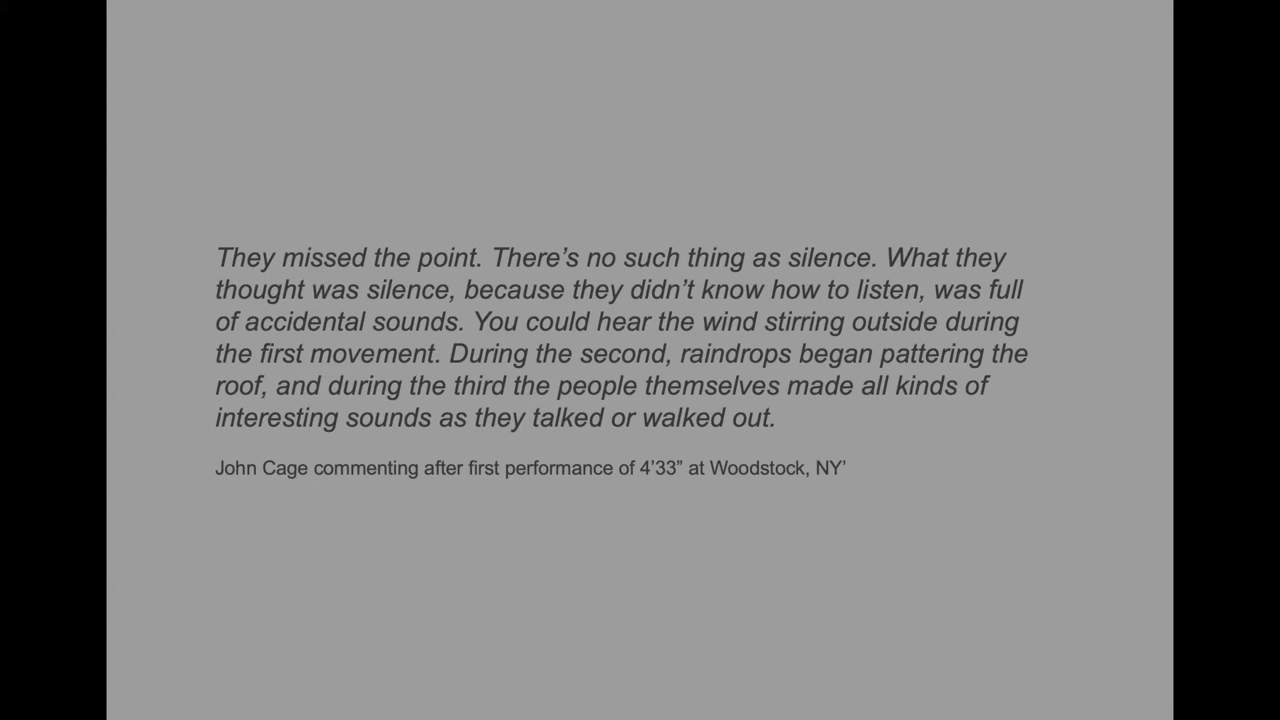 They missed the point. There’s no such thing as silence. What they
thought was silence, because they didn’t know how to listen, was full
of accidental sounds. You could hear the wind stirring outside during
the first movement. During the second, raindrops began pattering the
roof, and during the third the people themselves made all kinds of
interesting sounds as they talked or walked out.
John Cage commenting after first performance of 4’33” at Woodstock, NY’